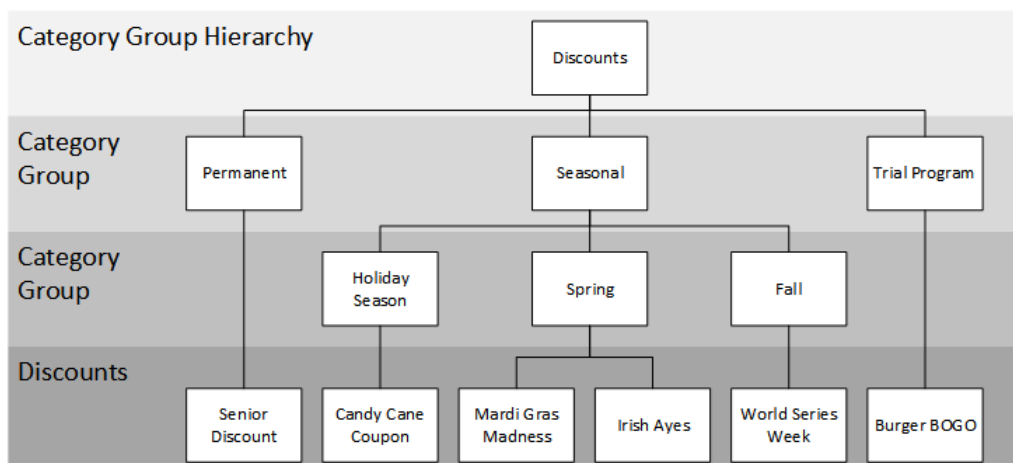 Category Group Hierarchy
Discounts
Category
Group
Permanent
Seasonal
Trial Program
Category
Group
Holiday
Season
Spring
Fall
Discounts
Senior
Discount
Candy Cane
Coupon
Mardi Gras
Madness
Irish Ayes
World Series
Week
Burger BOGO